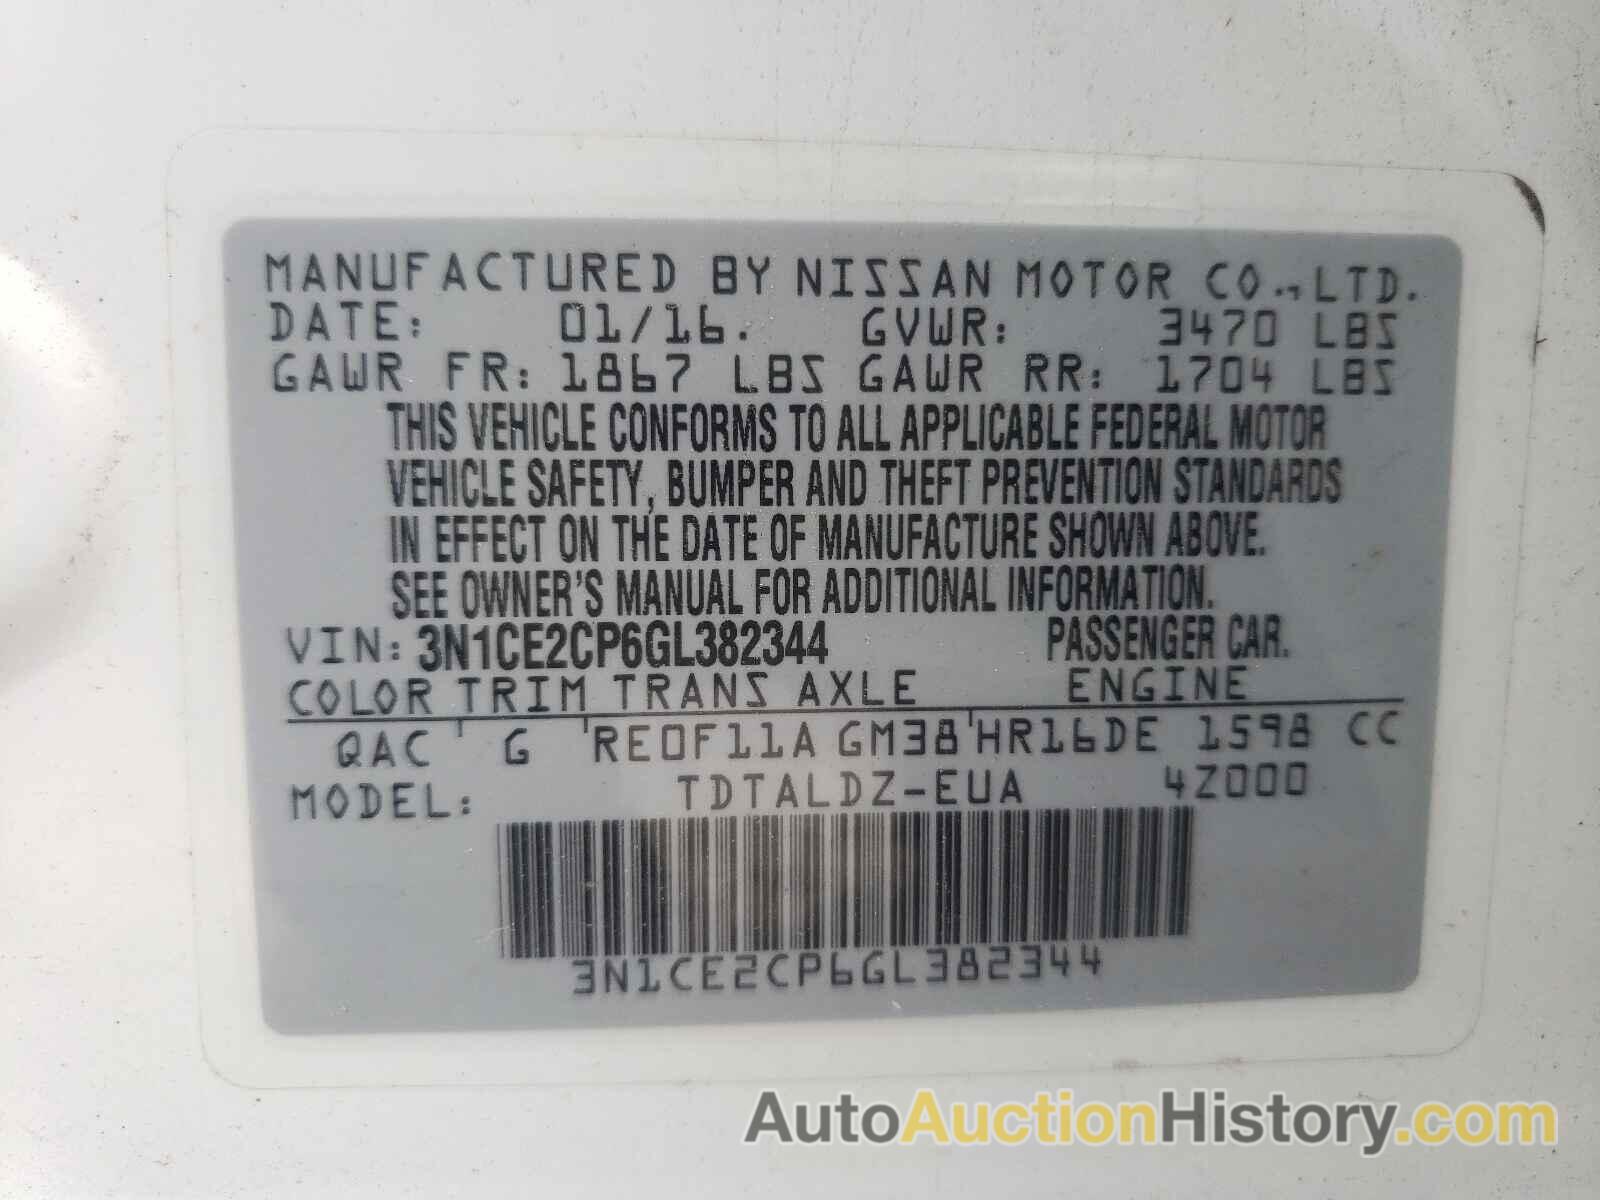 MANUFACTURED BY NISSAN MOTOR CO., LTD.
DATE: 01/16. GVWR: 3470 LBS
GAWR FR: 1867 LBS GAWR RR: 1704 LBS
THIS VEHICLE CONFORMS TO ALL APPLICABLE FEDERAL MOTOR
VEHICLE SAFETY, BUMPER AND THEFT PREVENTION STANDARDS
IN EFFECT ON THE DATE OF MANUFACTURE SHOWN ABOVE.
SEE OWNER'S MANUAL FOR ADDITIONAL INFORMATION.
VIN: 3N1CE2CP6GL382344 PASSENGER CAR.
COLOR TRIM TRANS AXLE ENGINE
QAC ' G ' RE0F11A GM38 ' HR16DE 1598 CC
MODEL: TDTALDZ-EUA 4Z000
3N1CE2CP6GL382344
AutoAuctionHistory.com